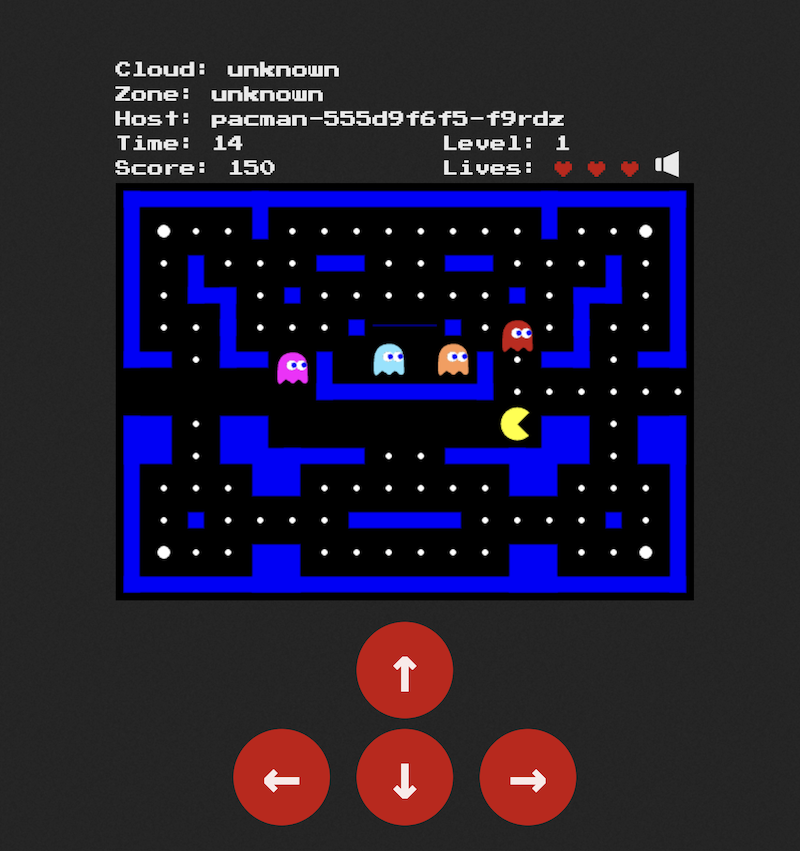 Cloud: unknown
Zone: unknown
Host: pacman-555d9f6f5-f9rdz
Time: 14 Level: 1
Score: 150 Lives: